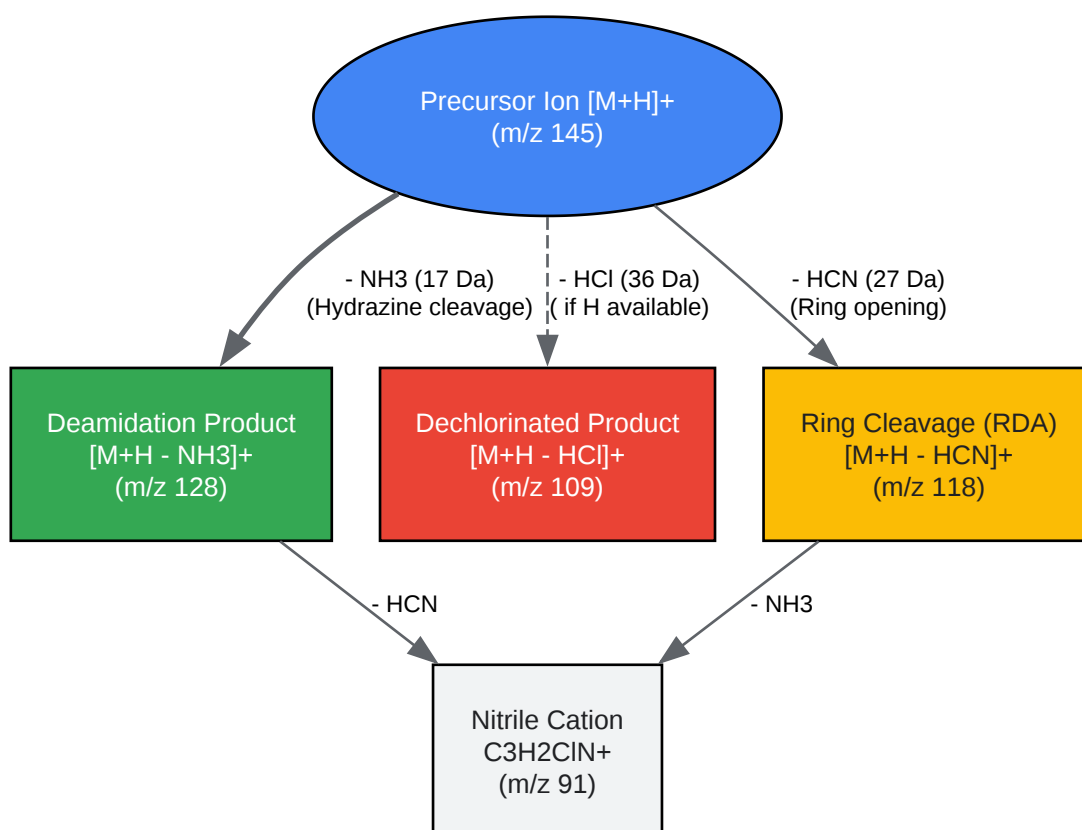 Precursor Ion [M+H]+
(m/z 145)
- NH3 (17 Da)
(Hydrazine cleavage)
- HCl (36 Da)
( if H available)
- HCN (27 Da)
(Ring opening)
Deamidation Product
[M+H - NH3]+
(m/z 128)
Dechlorinated Product
[M+H - HCl]+
(m/z 109)
Ring Cleavage (RDA)
[M+H - HCN]+
(m/z 118)
- HCN
- NH3
Nitrile Cation
C3H2ClN+
(m/z 91)